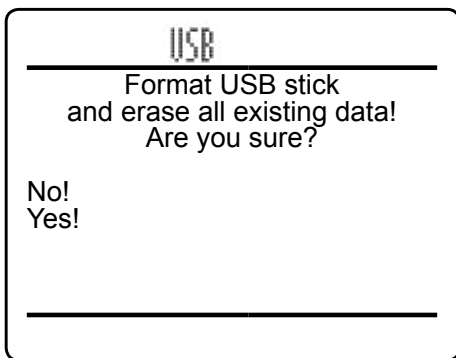 USB
Format USB stick
and erase all existing data!
Are you sure?
No!
Yes!